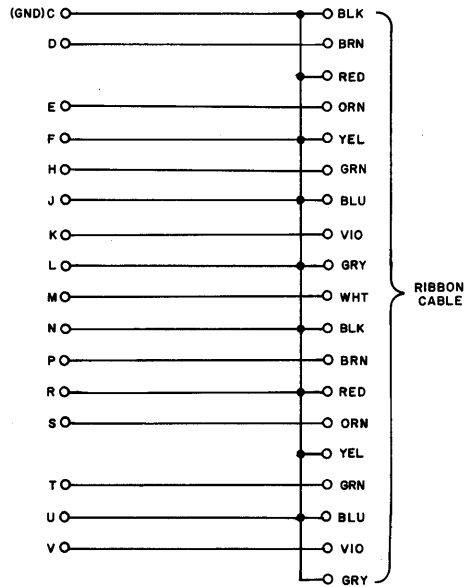 (GND)C BLK
D BRN
RED
E ORN
F YEL
H GRN
J BLU
K VIO
L GRY
M WHT
N BLK
P BRN
R RED
S ORN
YEL
T GRN
U BLU
V VIO
GRY
RIBBON
CABLE